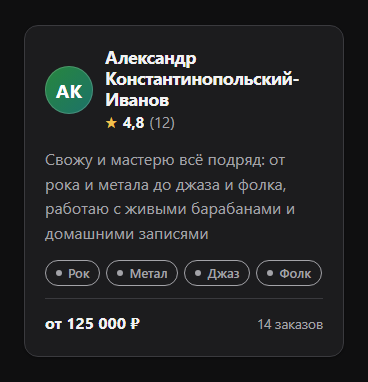 АК
Александр
Константинопольский-
Иванов
★ 4,8 (12)
Свожу и мастерю всё подряд: от
рока и метала до джаза и фолка,
работаю с живыми барабанами и
домашними записями
Рок Метал Джаз Фолк
от 125 000 ₽ 14 заказов